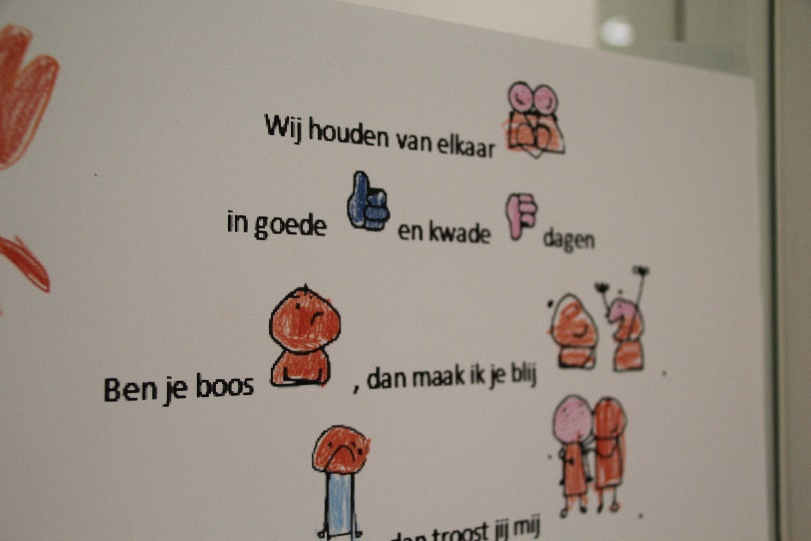 Wij houden van elkaar
in goede en kwade dagen
Ben je boos , dan maak ik je blij .
dan troost jij mij .